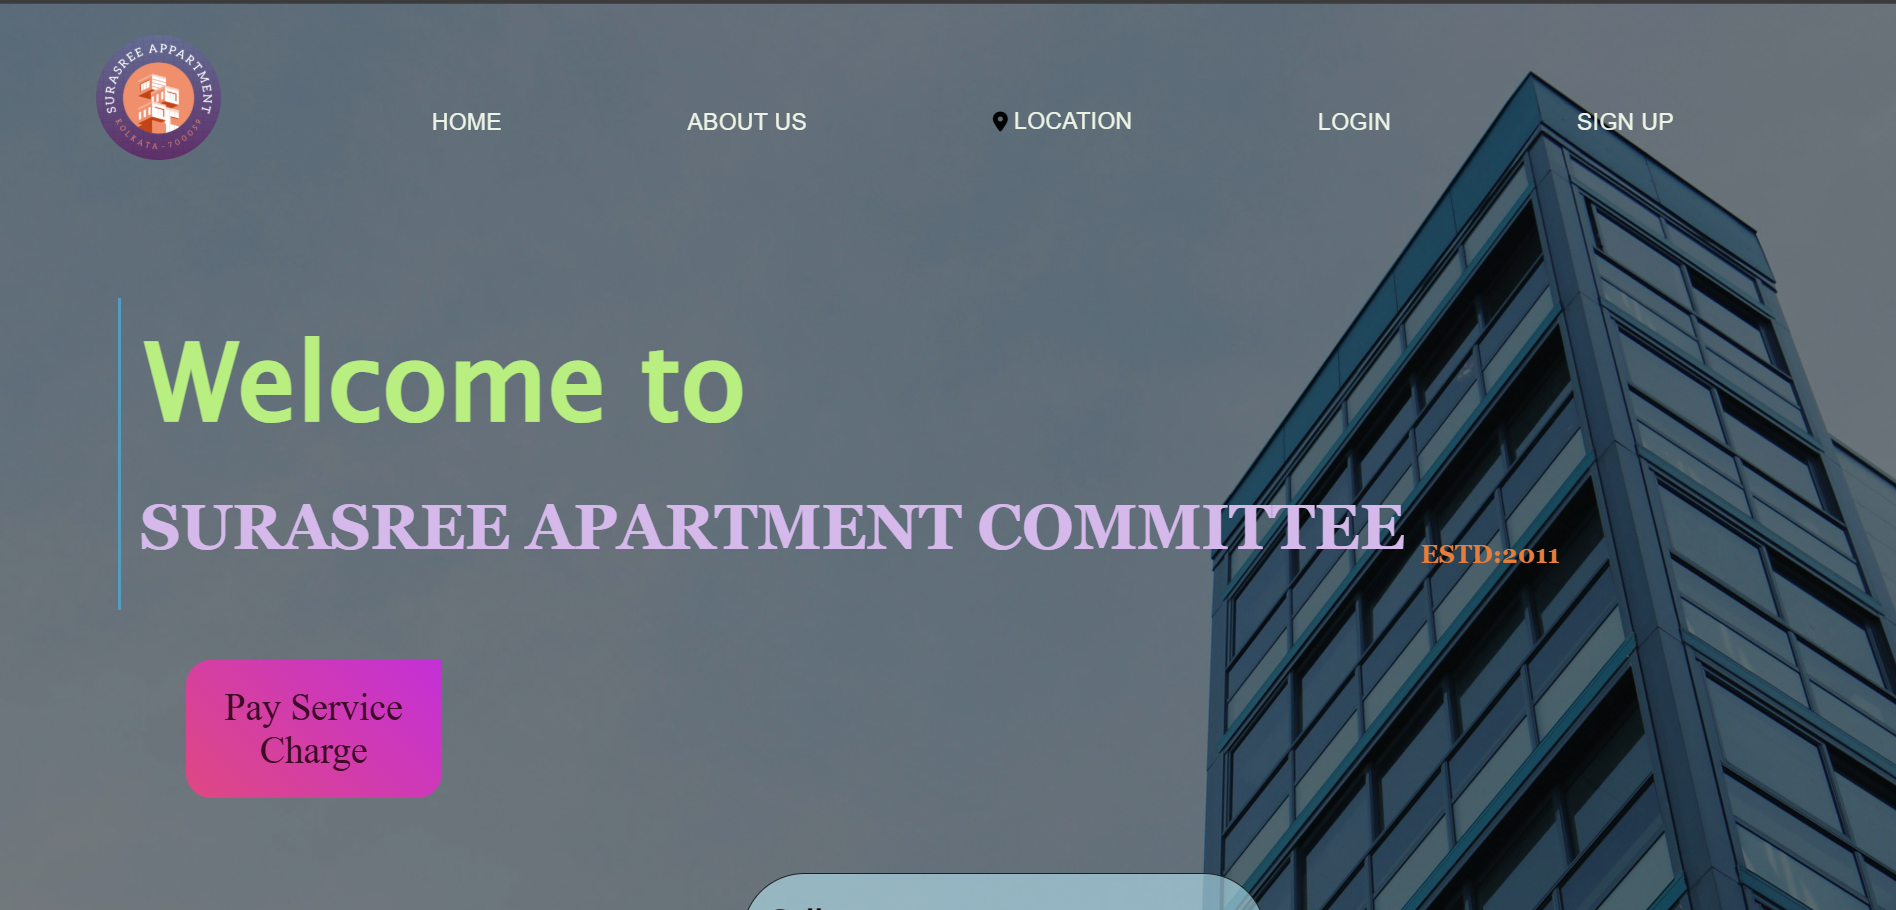 SURASREE APPARTMENT
KOLKATA-700059
HOME
ABOUT US
LOCATION
LOGIN
SIGN UP
Welcome to
SURASREE APARTMENT COMMITTEE
ESTD:2011
Pay Service
Charge